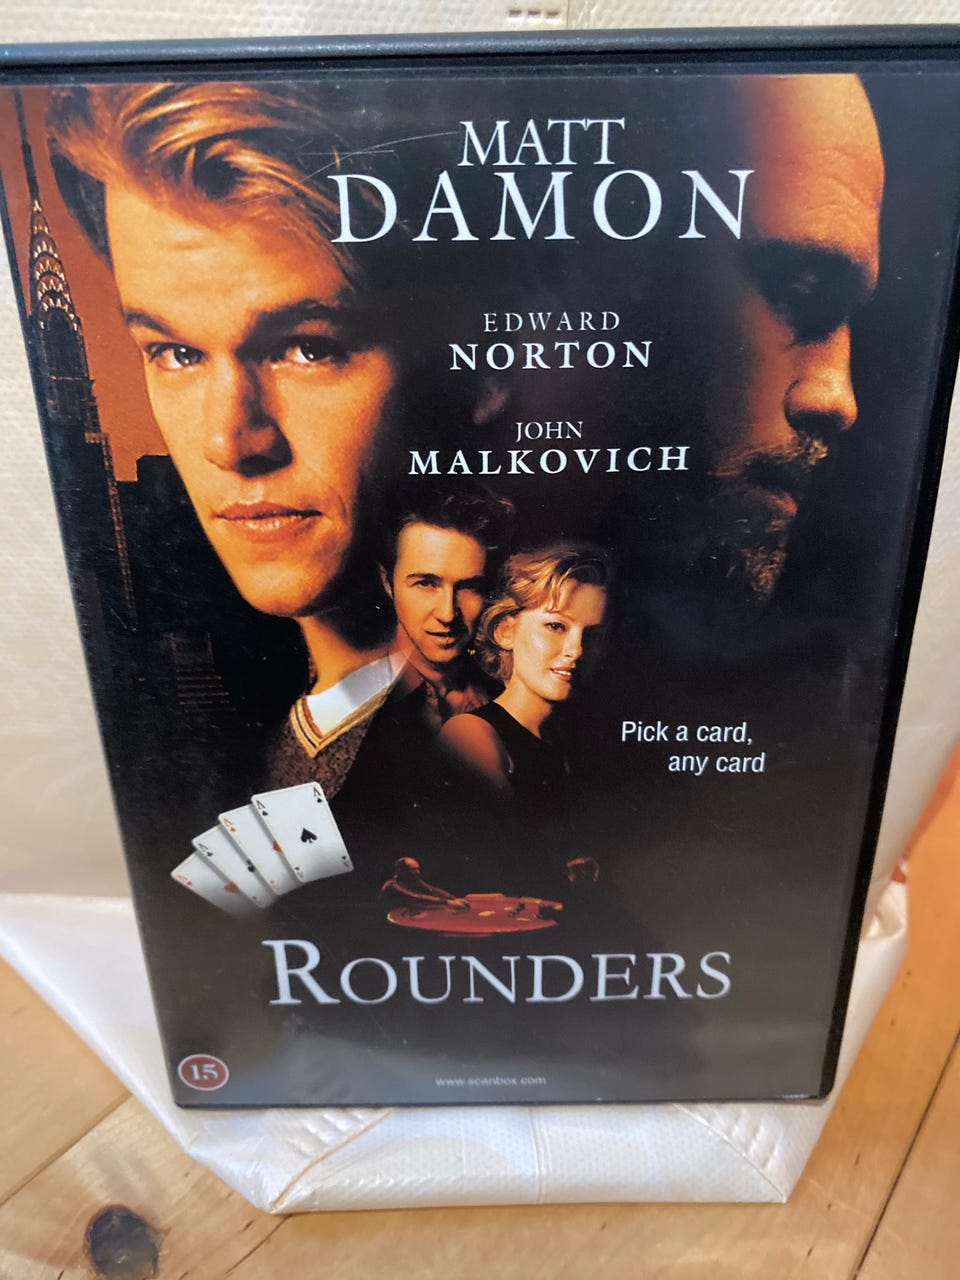 MATT
DAMON
EDWARD
NORTON
JOHN
MALKOVICH
Pick a card,
any card
A
A
A
A
ROUNDERS
15
www.scanbox.com